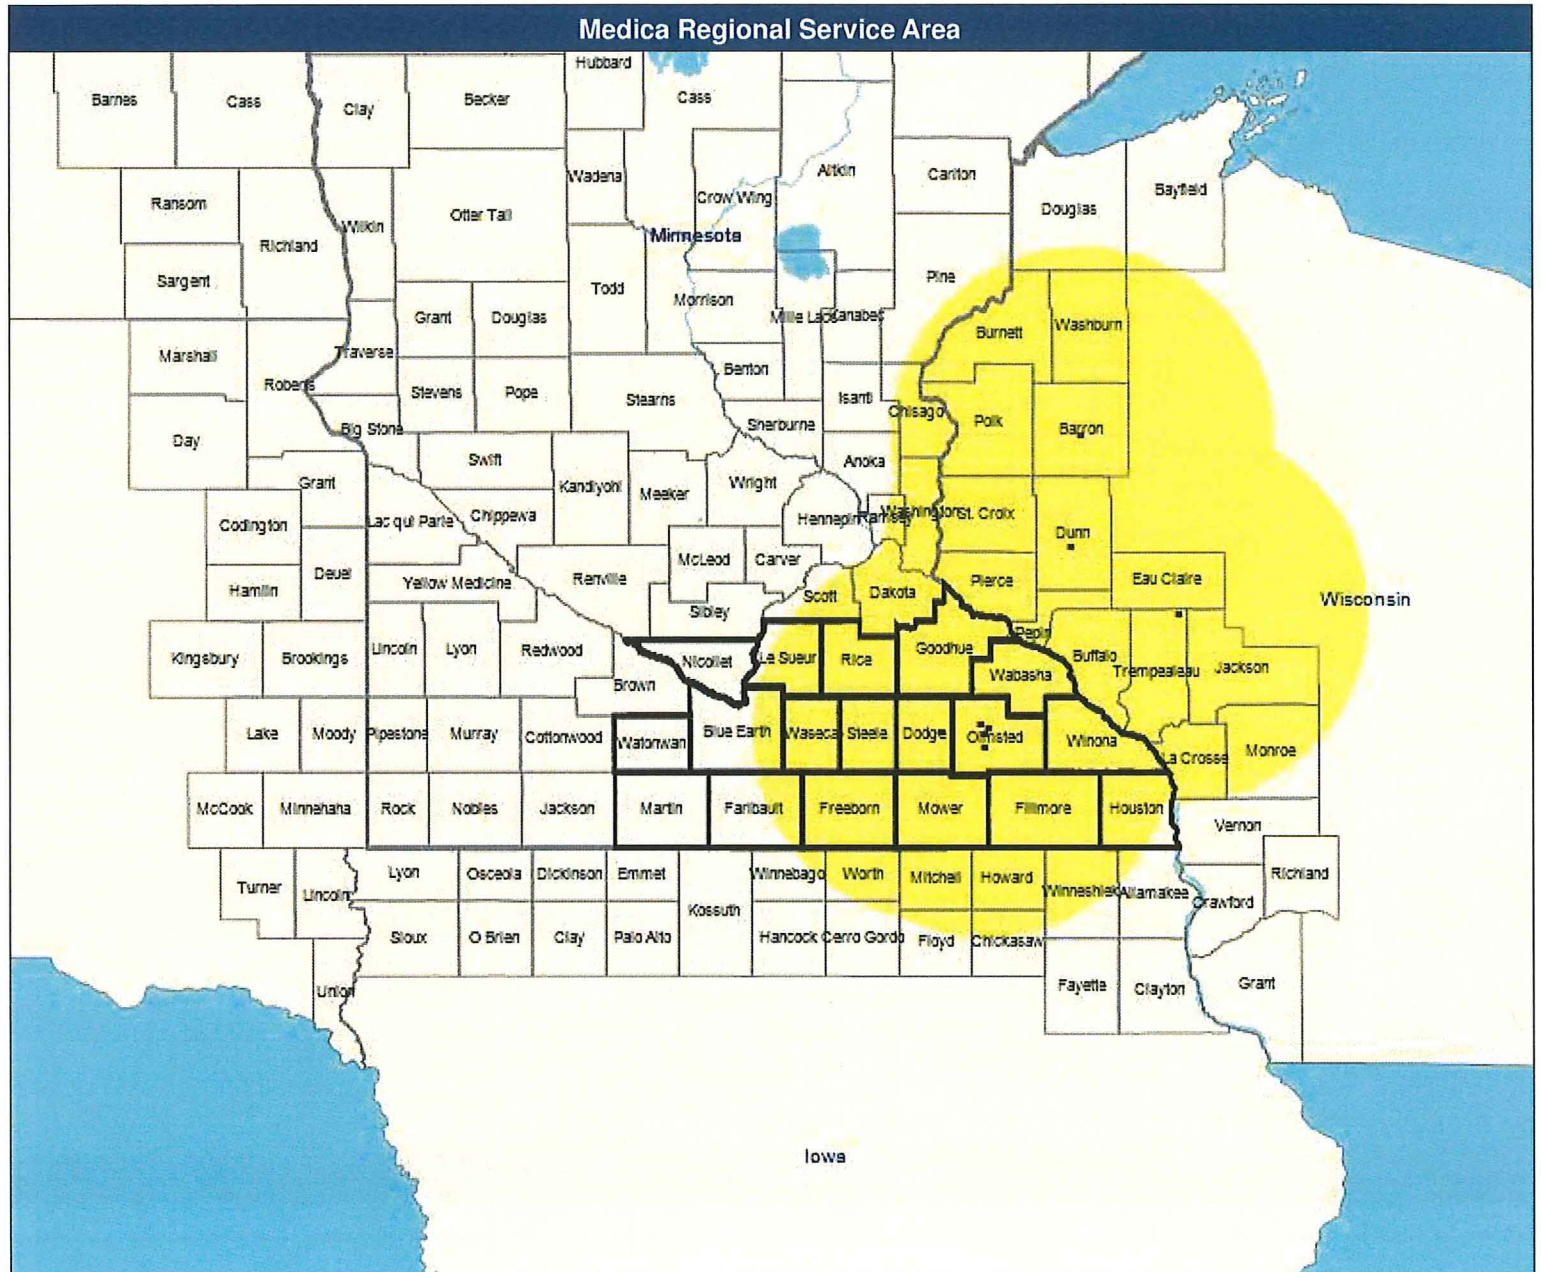 Medica Regional Service Area
Hubbard
Barnes
Cass
Clay
Becker
Cass
Wadena
Aitkin
Carlton
Crow Wing
Bayfield
Ransom
Wilkin
Otter Tail
Douglas
Minnesota
Richland
Sargent
Pine
Todd
Morrison
Grant
Douglas
Mille Lacs
Kanabec
Burnett
Washburn
Marshall
Traverse
Benton
Roberts
Stevens
Pope
Stearns
Isanti
Chisago
Polk
Barron
Big Stone
Sherburne
Day
Swift
Anoka
Grant
Kandiyohi
Meeker
Wright
Codington
Lac qui Parle
Chippewa
Hennepin
Ramsey
Washington
St. Croix
Dunn
McLeod
Carver
Deuel
Yellow Medicine
Renville
Pierce
Eau Claire
Hamlin
Scott
Dakota
Wisconsin
Sibley
Pepin
Kingsbury
Brookings
Lincoln
Lyon
Redwood
Nicollet
Le Sueur
Rice
Goodhue
Buffalo
Trempealeau
Jackson
Wabasha
Brown
Lake
Moody
Pipestone
Murray
Cottonwood
Watonwan
Blue Earth
Waseca
Steele
Dodge
Olmsted
Winona
La Crosse
Monroe
McCook
Minnehaha
Rock
Nobles
Jackson
Martin
Faribault
Freeborn
Mower
Fillmore
Houston
Vernon
Turner
Lincoln
Lyon
Osceola
Dickinson
Emmet
Winnebago
Worth
Mitchell
Howard
Winneshiek
Allamakee
Crawford
Richland
Kossuth
Sioux
O Brien
Clay
Palo Alto
Hancock
Cerro Gordo
Floyd
Chickasaw
Union
Fayette
Clayton
Grant
Iowa